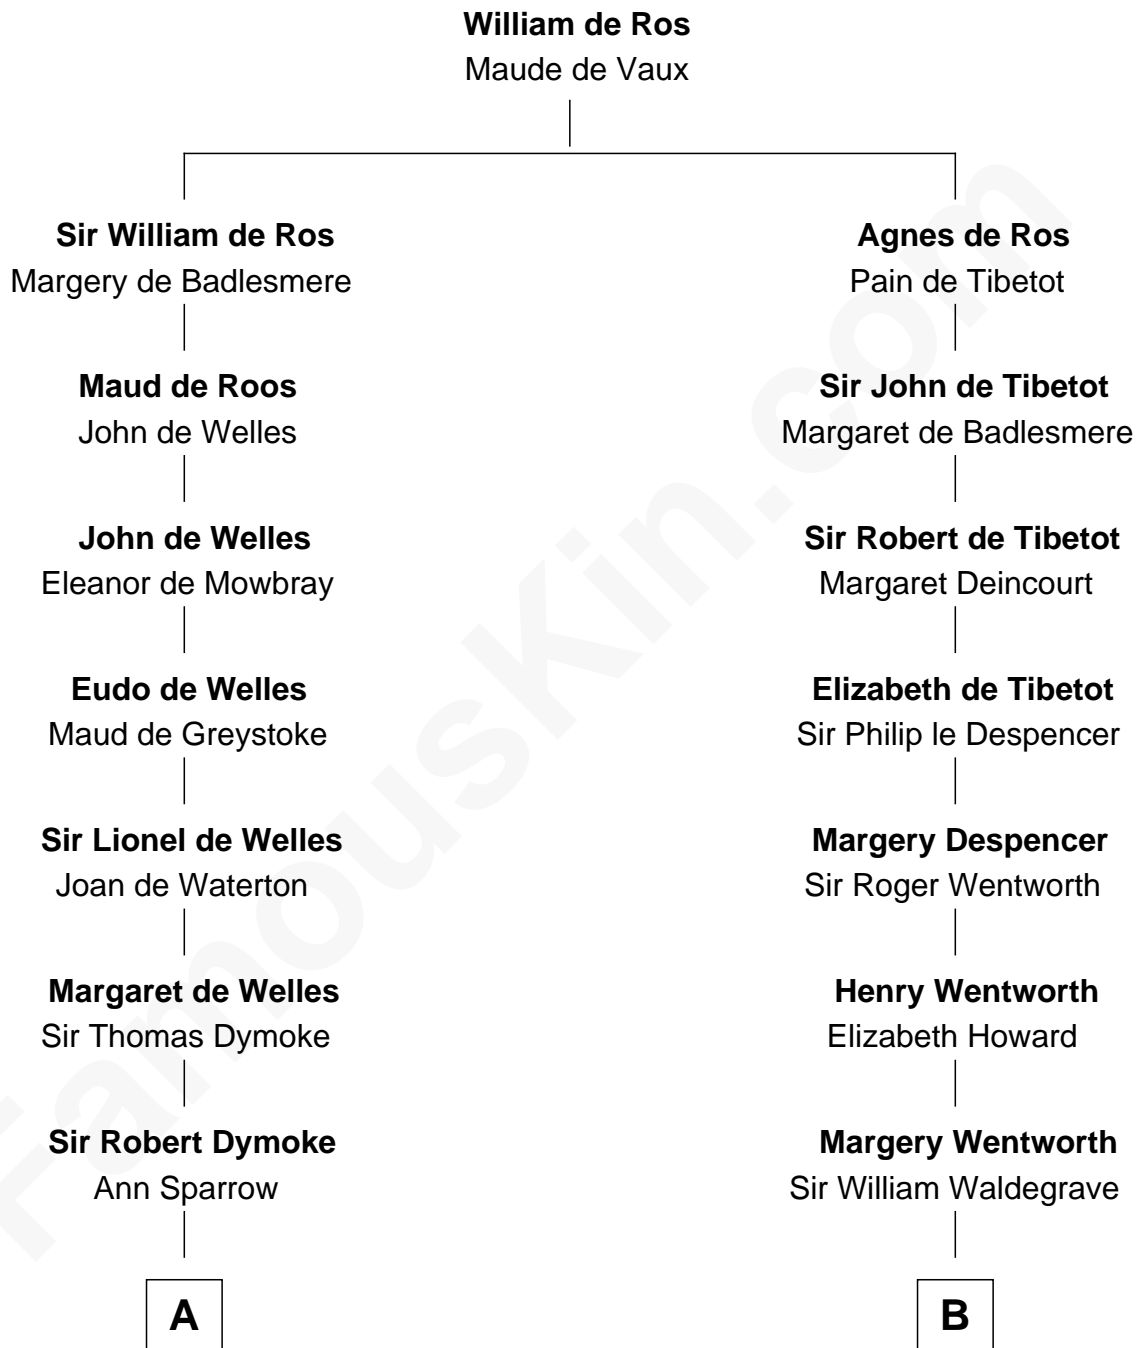 William de Ros
Maude de Vaux
Sir William de Ros
Margery de Badlesmere
Agnes de Ros
Pain de Tibetot
Maud de Roos
John de Welles
Sir John de Tibetot
Margaret de Badlesmere
John de Welles
Eleanor de Mowbray
Sir Robert de Tibetot
Margaret Deincourt
Eudo de Welles
Maud de Greystoke
Elizabeth de Tibetot
Sir Philip le Despencer
Sir Lionel de Welles
Joan de Waterton
Margery Despencer
Sir Roger Wentworth
Margaret de Welles
Sir Thomas Dymoke
Henry Wentworth
Elizabeth Howard
Sir Robert Dymoke
Ann Sparrow
Margery Wentworth
Sir William Waldegrave
A
B
FamousKin.com